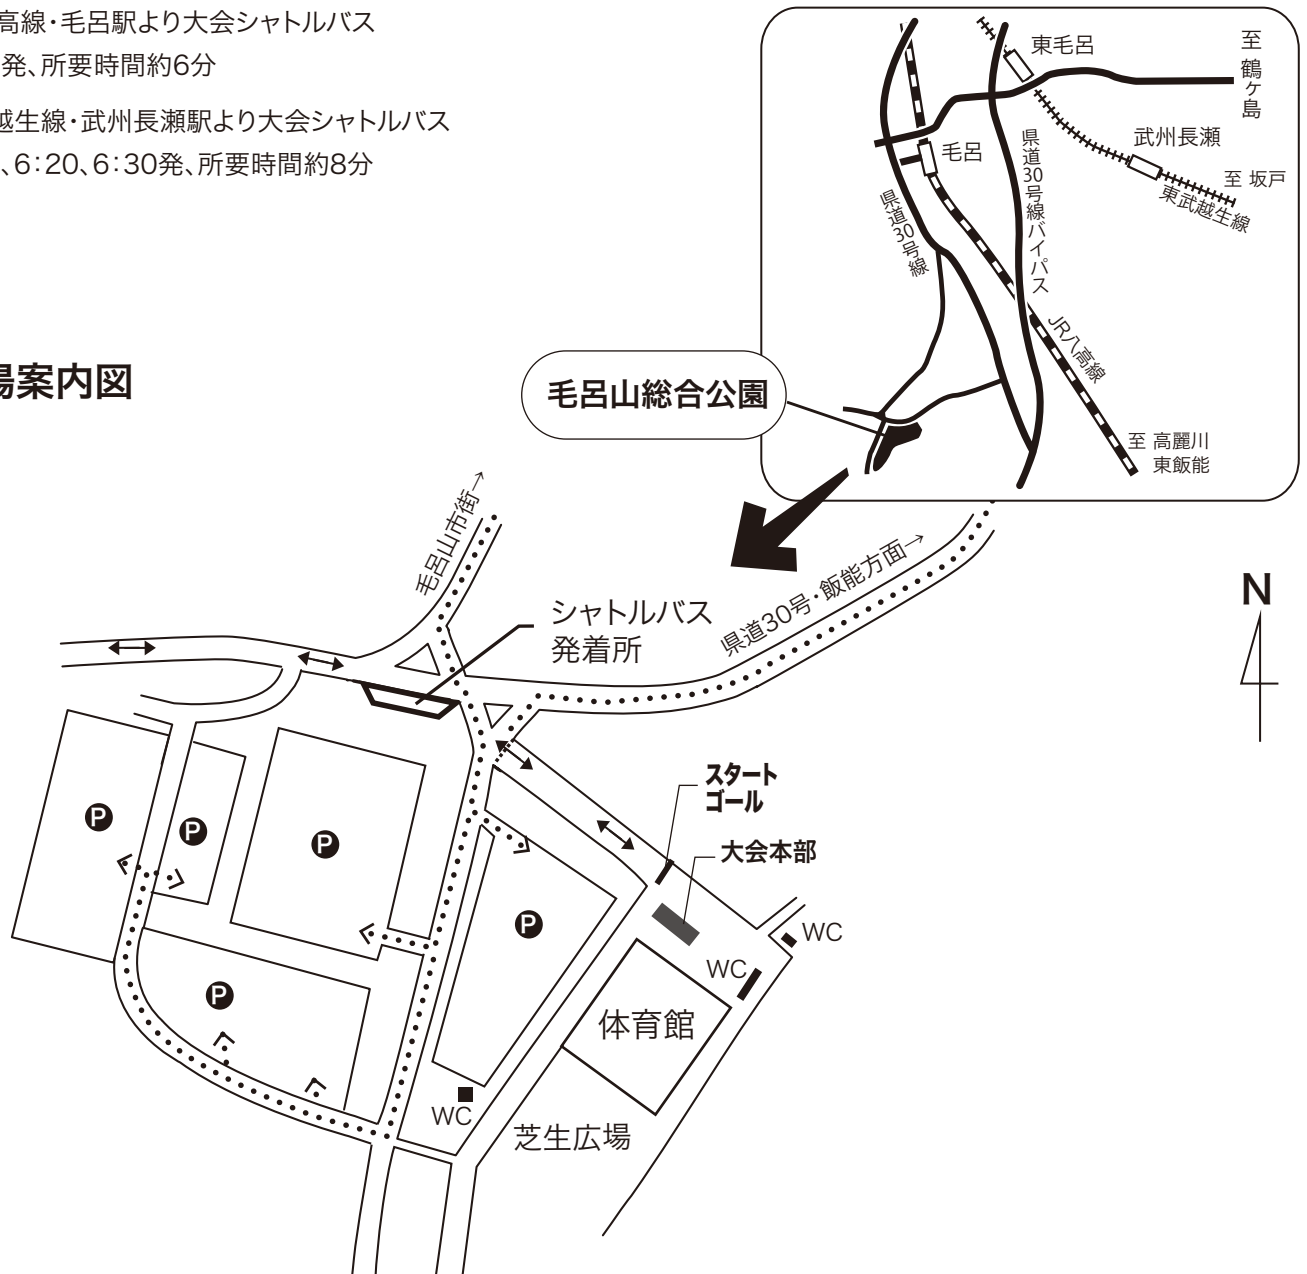 高線・毛呂駅より大会シャトルバス
発、所要時間約6分
越生線・武州長瀬駅より大会シャトルバス
、6:20、6:30発、所要時間約8分
場案内図
東毛呂
至 鶴ヶ島
武州長瀬
毛呂
至 坂戸
東武越生線
県道30号線バイパス
県道30号線
JR八高線
毛呂山総合公園
至 高麗川
東飯能
毛呂山市街→
県道30号・飯能方面→
シャトルバス
発着所
N
スタート
ゴール
大会本部
P
P
P
P
P
WC
WC
体育館
WC
芝生広場